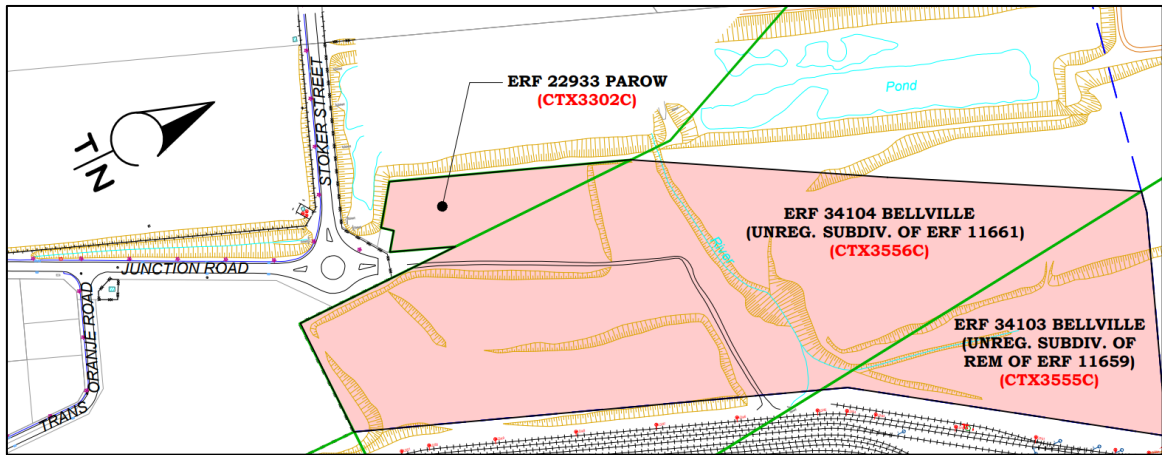 ERF 22933 PAROW
(CTX3302C)
Pond
STOKER STREET
TN
ERF 34104 BELLVILLE
(UNREG. SUBDIV. OF ERF 11661)
(CTX3556C)
River
JUNCTION ROAD
TRANS ORANJE ROAD
ERF 34103 BELLVILLE
(UNREG. SUBDIV. OF
REM OF ERF 11659)
(CTX3555C)